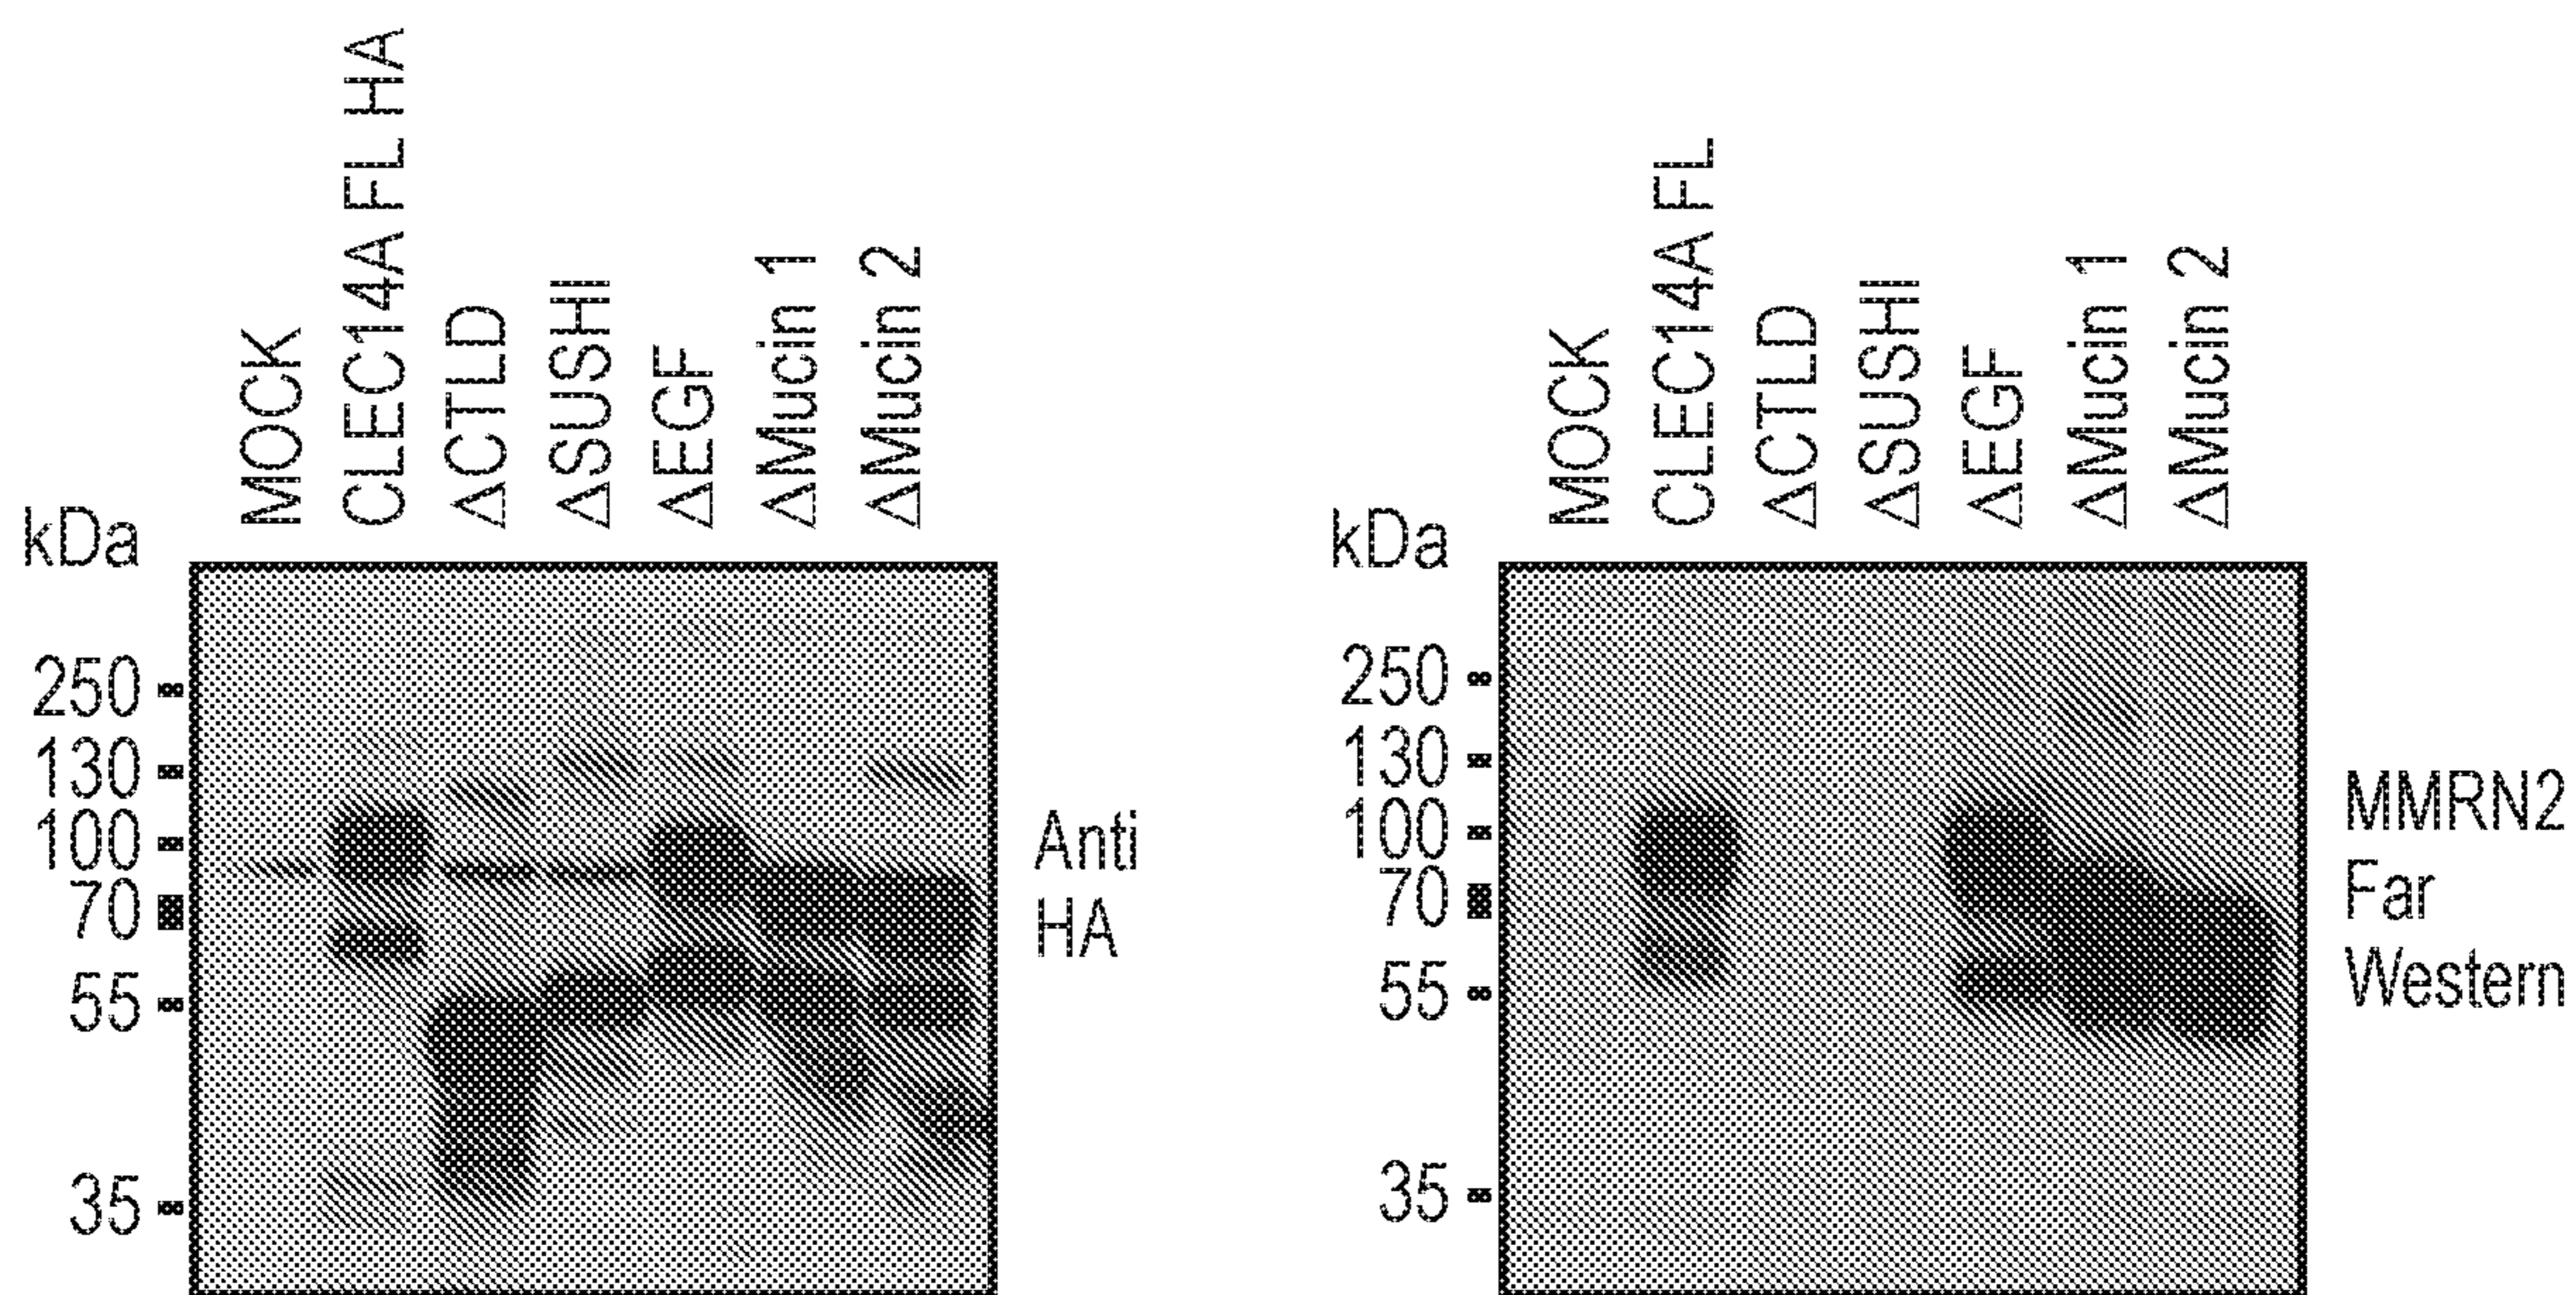 MOCK
CLEC14A FL HA
ΔCTLD
ΔSUSHI
ΔEGF
ΔMucin 1
ΔMucin 2
kDa
250
130
100
70
55
35
Anti
HA
MOCK
CLEC14A FL
ΔCTLD
ΔSUSHI
ΔEGF
ΔMucin 1
ΔMucin 2
kDa
250
130
100
70
55
35
MMRN2
Far
Western